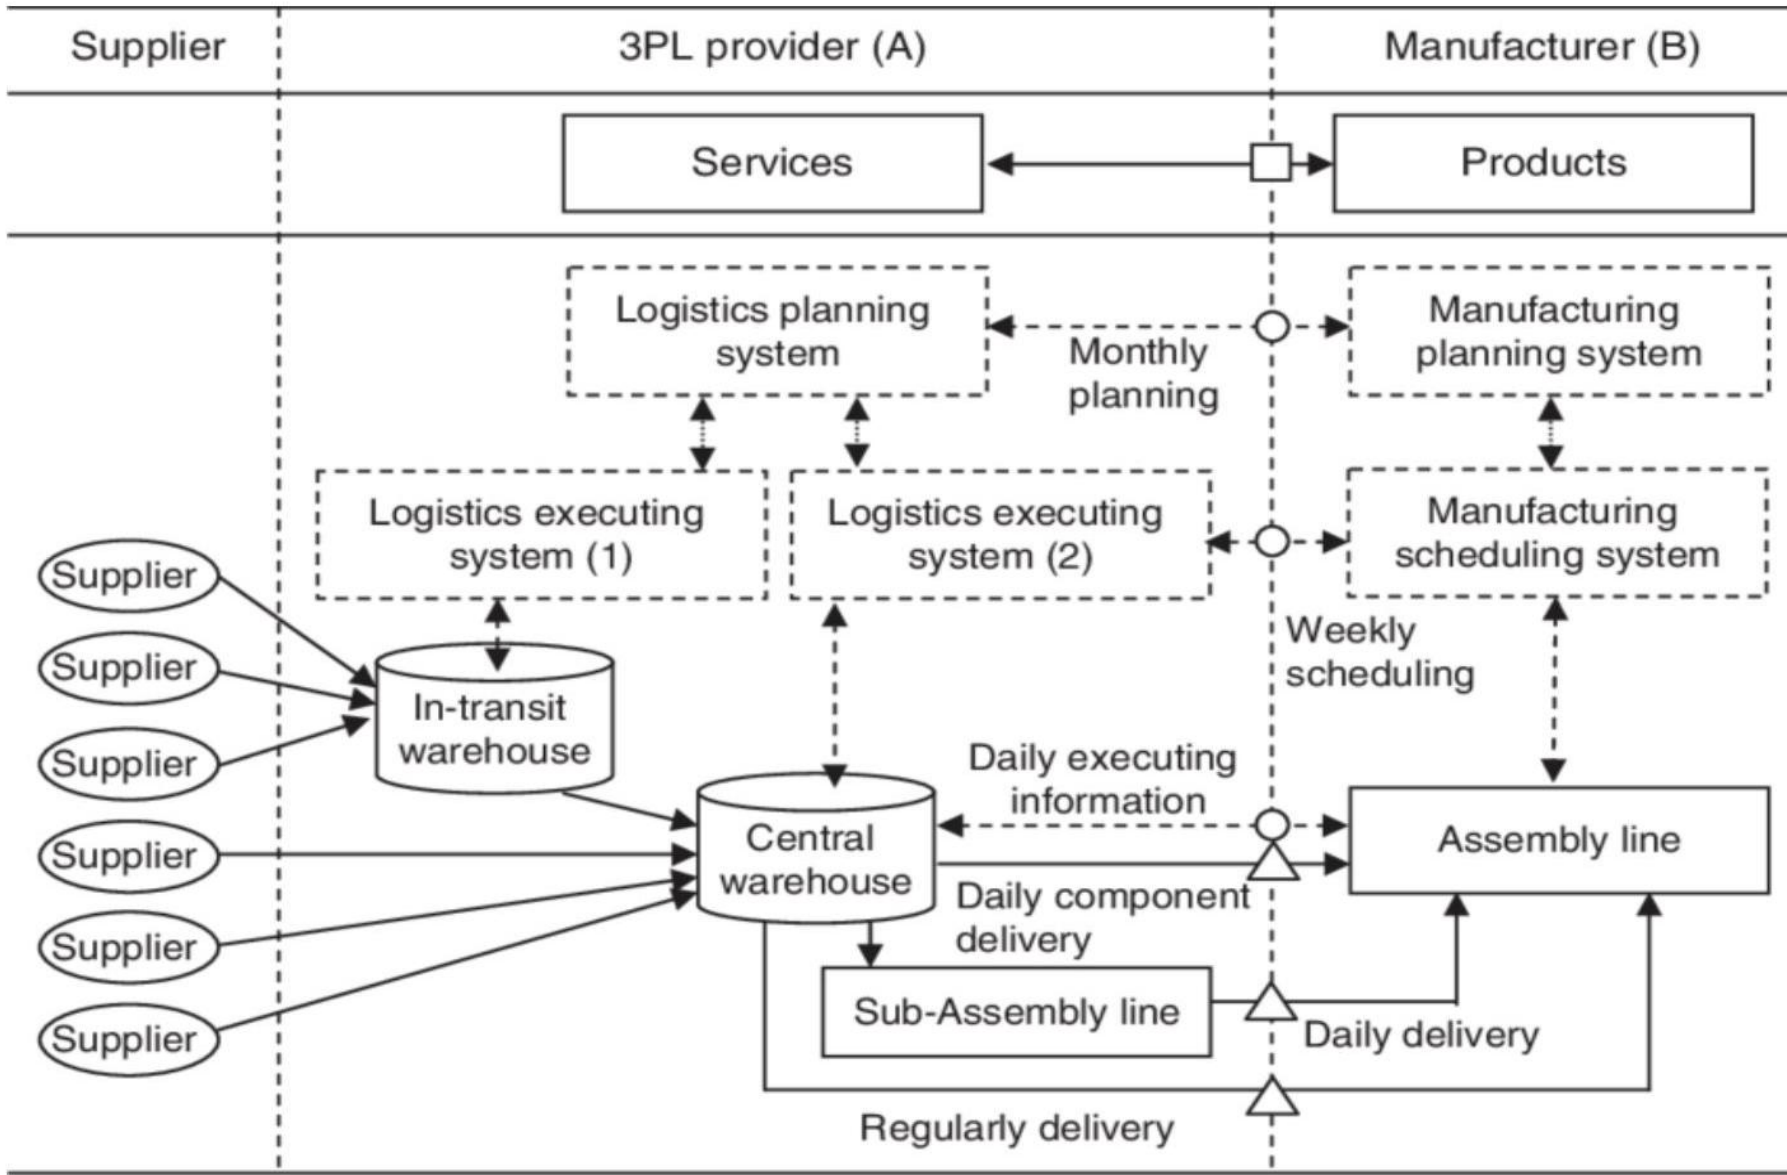 Supplier
3PL provider (A)
Manufacturer (B)
Services
Products
Logistics planning
system
Monthly
planning
Manufacturing
planning system
Logistics executing
system (1)
Logistics executing
system (2)
Manufacturing
scheduling system
Weekly
scheduling
Supplier
Supplier
Supplier
Supplier
Supplier
Supplier
In-transit
warehouse
Central
warehouse
Daily executing
information
Assembly line
Daily component
delivery
Sub-Assembly line
Daily delivery
Regularly delivery